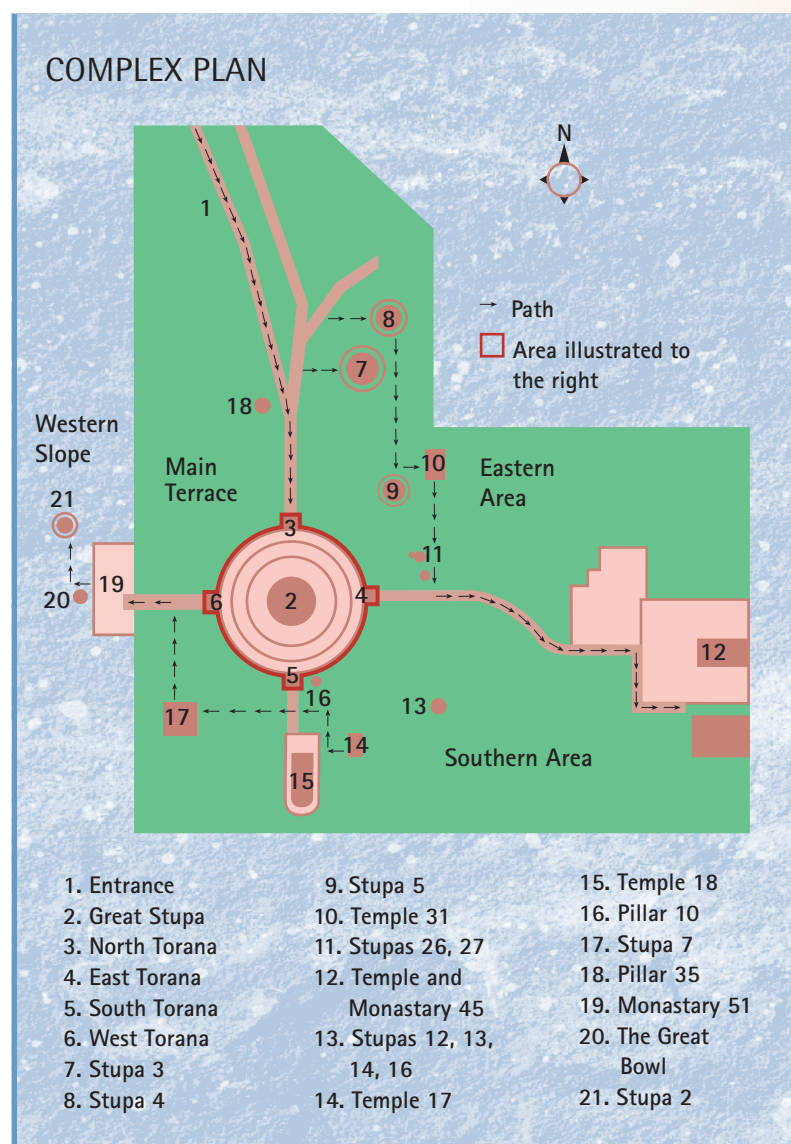 COMPLEX PLAN
N
1
Path
8
Area illustrated to
the right
7
18
Western
Slope
Main
Terrace
10
Eastern
Area
9
21
3
11
19
20
6
2
4
12
5
16
17
13
14
Southern Area
15
1. Entrance
2. Great Stupa
3. North Torana
4. East Torana
5. South Torana
6. West Torana
7. Stupa 3
8. Stupa 4
9. Stupa 5
10. Temple 31
11. Stupas 26, 27
12. Temple and
Monastary 45
13. Stupas 12, 13,
14, 16
14. Temple 17
15. Temple 18
16. Pillar 10
17. Stupa 7
18. Pillar 35
19. Monastary 51
20. The Great
Bowl
21. Stupa 2